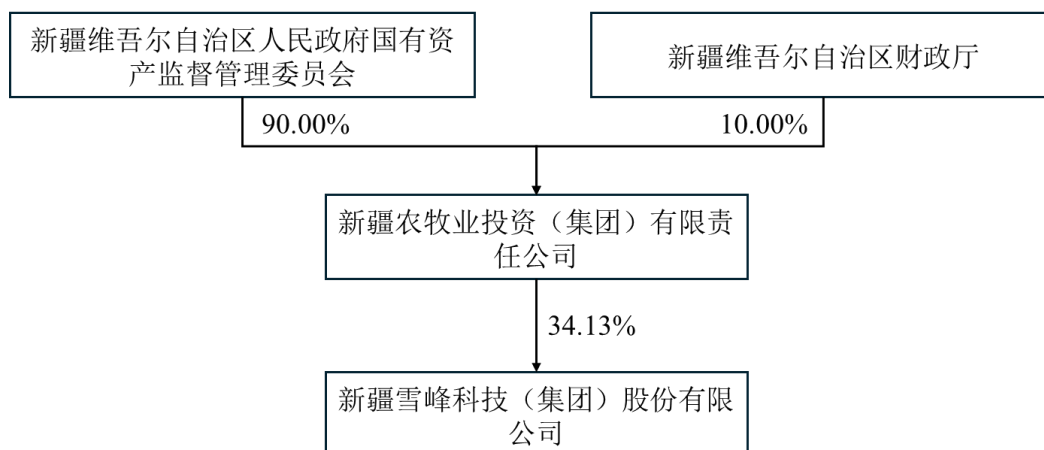 新疆维吾尔自治区人民政府国有资
产监督管理委员会
新疆维吾尔自治区财政厅
90.00%
10.00%
新疆农牧业投资（集团）有限责
任公司
34.13%
新疆雪峰科技（集团）股份有限
公司